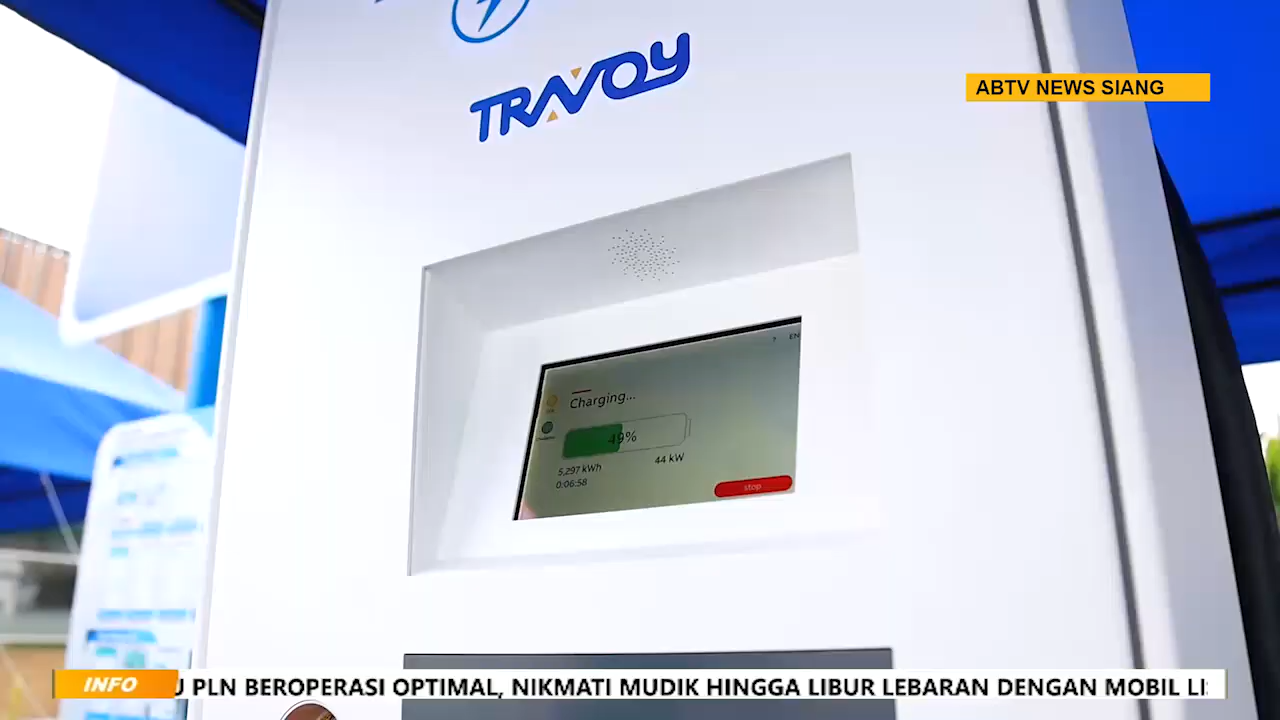 TRAVOY
ABTV NEWS SIANG
? EN
Charging...
49%
5,297 kWh
44 kW
0:06:58
stop
INFO
PLN BEROPERASI OPTIMAL, NIKMATI MUDIK HINGGA LIBUR LEBARAN DENGAN MOBIL